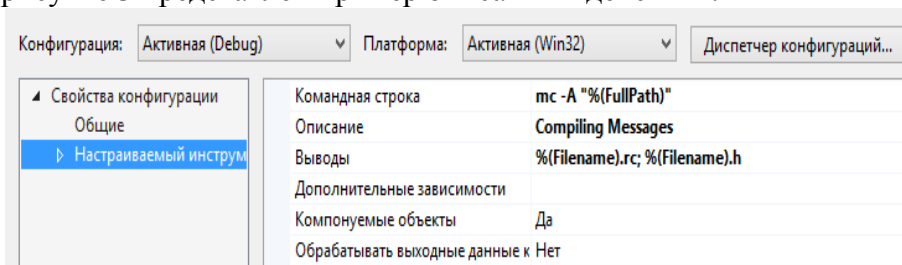 Конфигурация: Активная (Debug) Платформа: Активная (Win32) Диспетчер конфигураций...
Свойства конфигурации
Общие
Настраиваемый инструм
Командная строка mc -A "%(FullPath)"
Описание Compiling Messages
Выводы %(Filename).rc; %(Filename).h
Дополнительные зависимости
Компонуемые объекты Да
Обрабатывать выходные данные к Нет